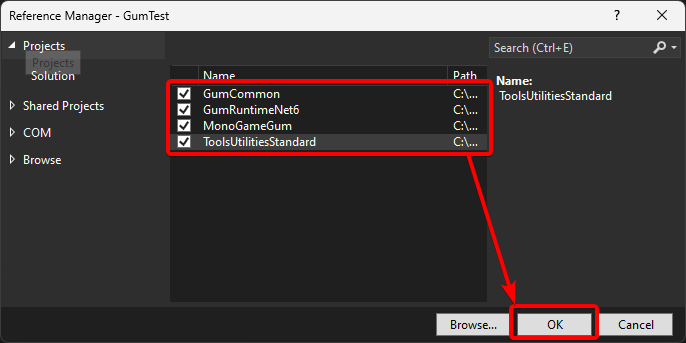 Reference Manager - GumTest
? 
Projects
Projects
Solution
Shared Projects
COM
Browse
Name Path
GumCommon C:\...
GumRuntimeNet6 C:\...
MonoGameGum C:\...
ToolsUtilitiesStandard C:\...
Search (Ctrl+E)
Name:
ToolsUtilitiesStandard
Browse... OK Cancel